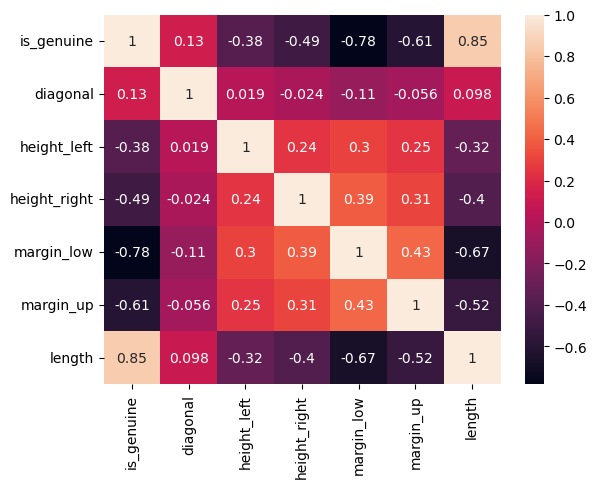 is_genuine 1 0.13 -0.38 -0.49 -0.78 -0.61 0.85
diagonal 0.13 1 0.019 -0.024 -0.11 -0.056 0.098
height_left -0.38 0.019 1 0.24 0.3 0.25 -0.32
height_right -0.49 -0.024 0.24 1 0.39 0.31 -0.4
margin_low -0.78 -0.11 0.3 0.39 1 0.43 -0.67
margin_up -0.61 -0.056 0.25 0.31 0.43 1 -0.52
length 0.85 0.098 -0.32 -0.4 -0.67 -0.52 1
is_genuine
diagonal
height_left
height_right
margin_low
margin_up
length
1.0
0.8
0.6
0.4
0.2
0.0
−0.2
−0.4
−0.6